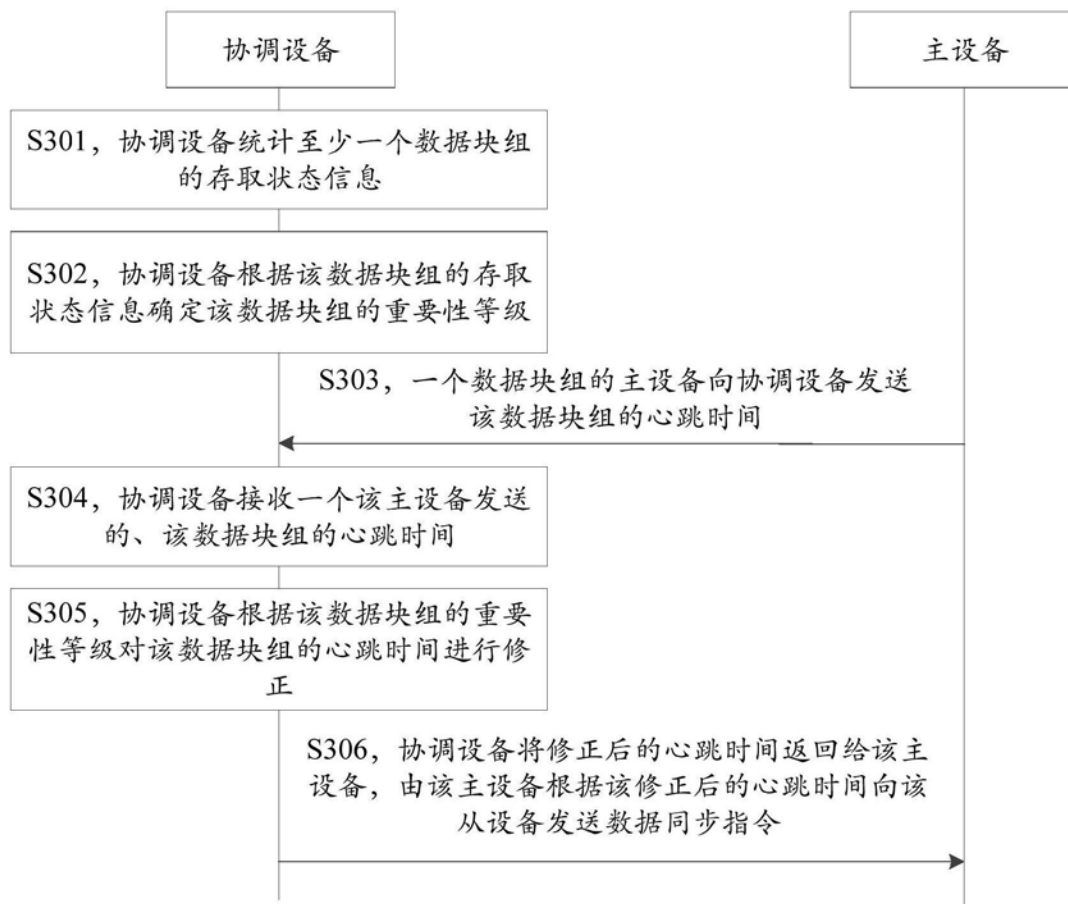 协调设备
主设备
S301，协调设备统计至少一个数据块组
的存取状态信息
S302，协调设备根据该数据块组的存取
状态信息确定该数据块组的重要性等级
S303，一个数据块组的主设备向协调设备发送
该数据块组的心跳时间
S304，协调设备接收一个该主设备发送
的、该数据块组的心跳时间
S305，协调设备根据该数据块组的重要
性等级对该数据块组的心跳时间进行修
正
S306，协调设备将修正后的心跳时间返回给该主
设备，由该主设备根据该修正后的心跳时间向该
从设备发送数据同步指令